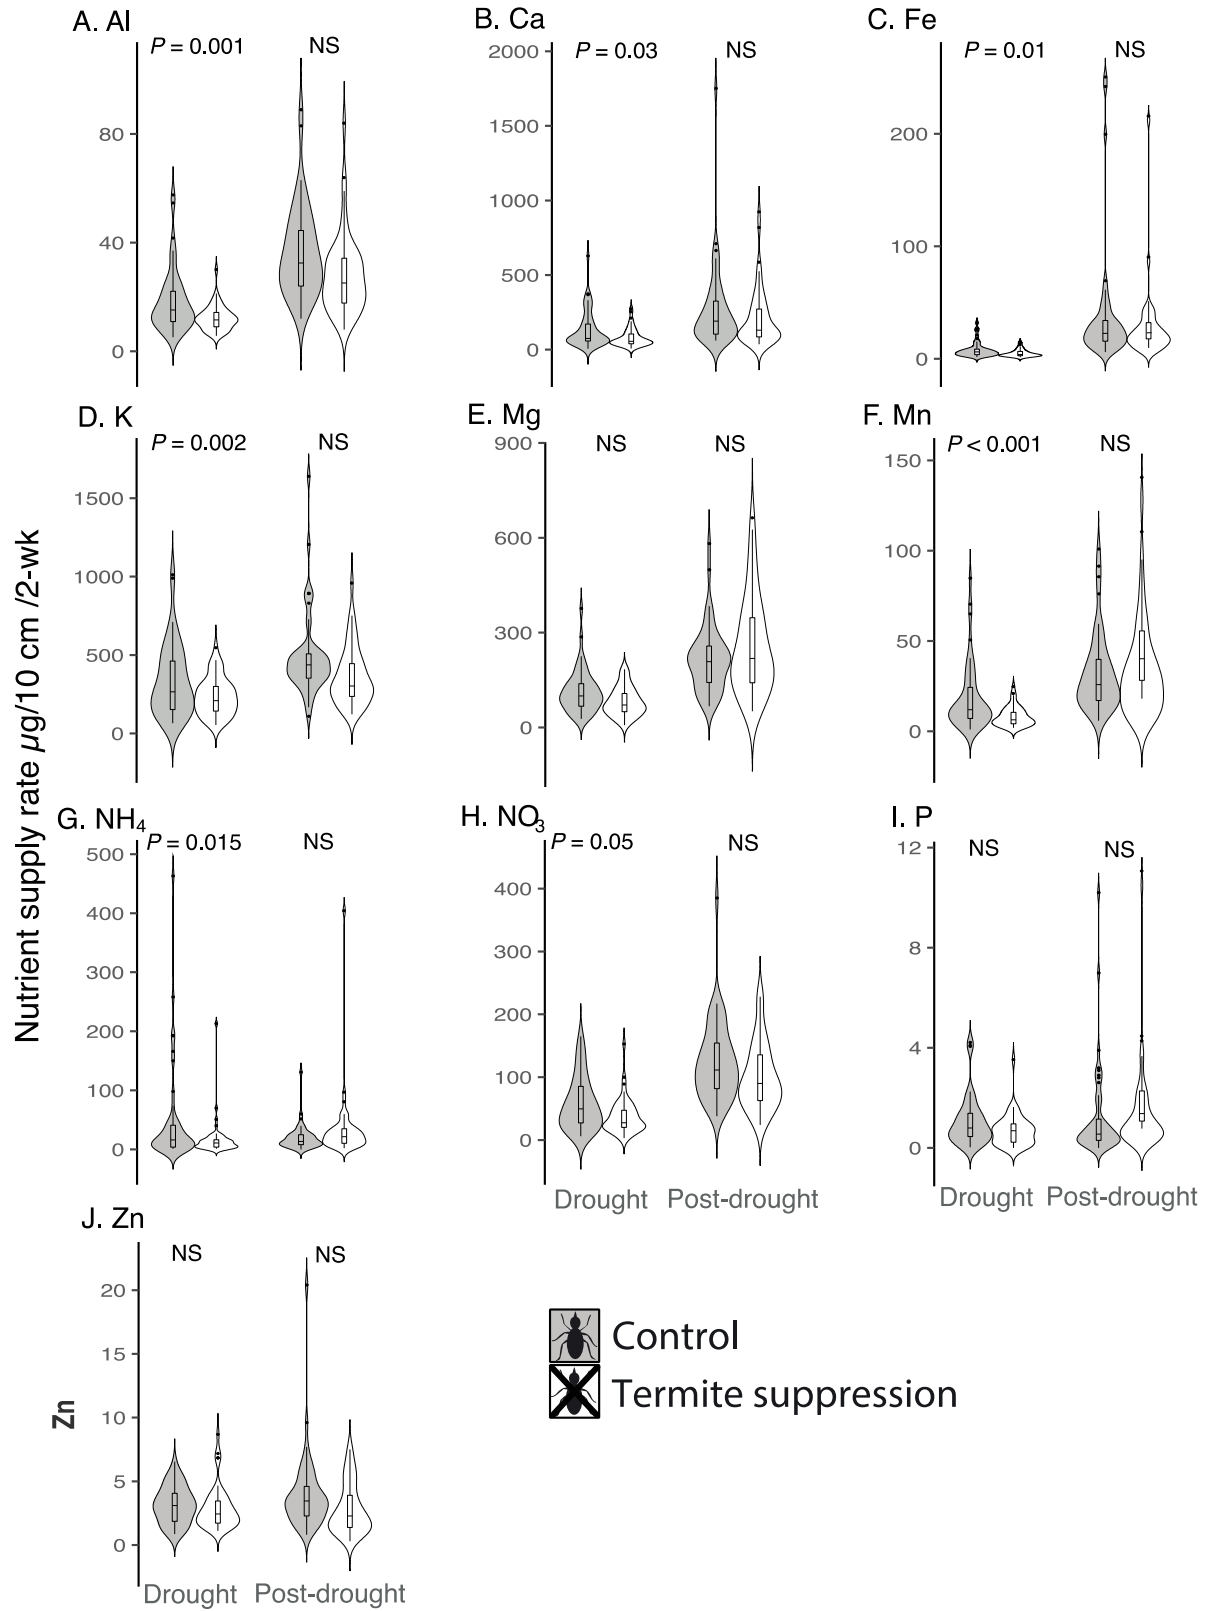 A. Al
B. Ca
C. Fe
P = 0.001
NS
P = 0.03
NS
P = 0.01
NS
80
40
0
2000
1500
1000
500
0
200
100
0
D. K
E. Mg
F. Mn
P = 0.002
NS
NS
NS
P < 0.001
NS
1500
1000
500
0
900
600
300
0
150
100
50
0
Nutrient supply rate µg/10 cm /2-wk
G. NH4
H. NO3
I. P
P = 0.015
NS
P = 0.05
NS
NS
NS
500
400
300
200
100
0
400
300
200
100
0
12
8
4
0
Drought Post-drought
Drought Post-drought
J. Zn
NS
NS
20
15
10
5
0
Zn
Drought Post-drought
Control
Termite suppression